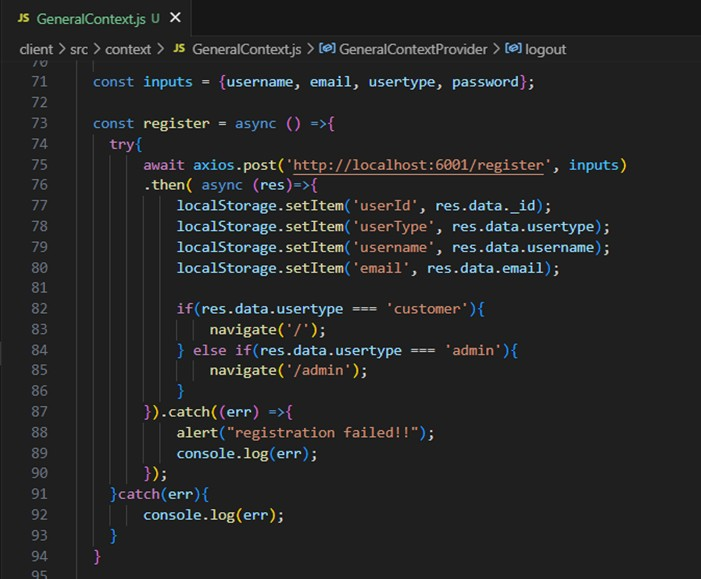 JS GeneralContext.js U ✕
client > src > context > JS GeneralContext.js > GeneralContextProvider > logout
70
71 const inputs = {username, email, usertype, password};
72
73 const register = async () =>{
74 try{
75 await axios.post('http://localhost:6001/register', inputs)
76 .then( async (res)=>{
77 localStorage.setItem('userId', res.data._id);
78 localStorage.setItem('userType', res.data.usertype);
79 localStorage.setItem('username', res.data.username);
80 localStorage.setItem('email', res.data.email);
81
82 if(res.data.usertype === 'customer'){
83 navigate('/');
84 } else if(res.data.usertype === 'admin'){
85 navigate('/admin');
86 }
87 }).catch((err) =>{
88 alert("registration failed!!");
89 console.log(err);
90 });
91 }catch(err){
92 console.log(err);
93 }
94 }
95